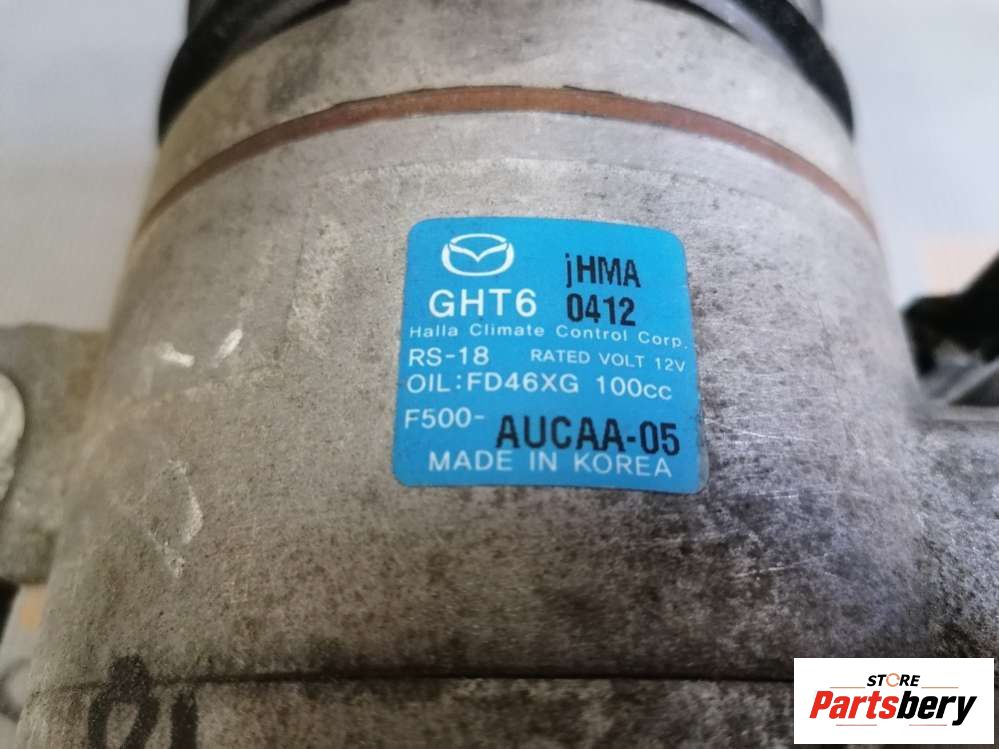 jHMA
GHT6 0412
Halla Climate Control Corp.
RS-18 RATED VOLT 12V
OIL:FD46XG 100cc
F500- AUCAA-05
MADE IN KOREA
STORE
Partsbery